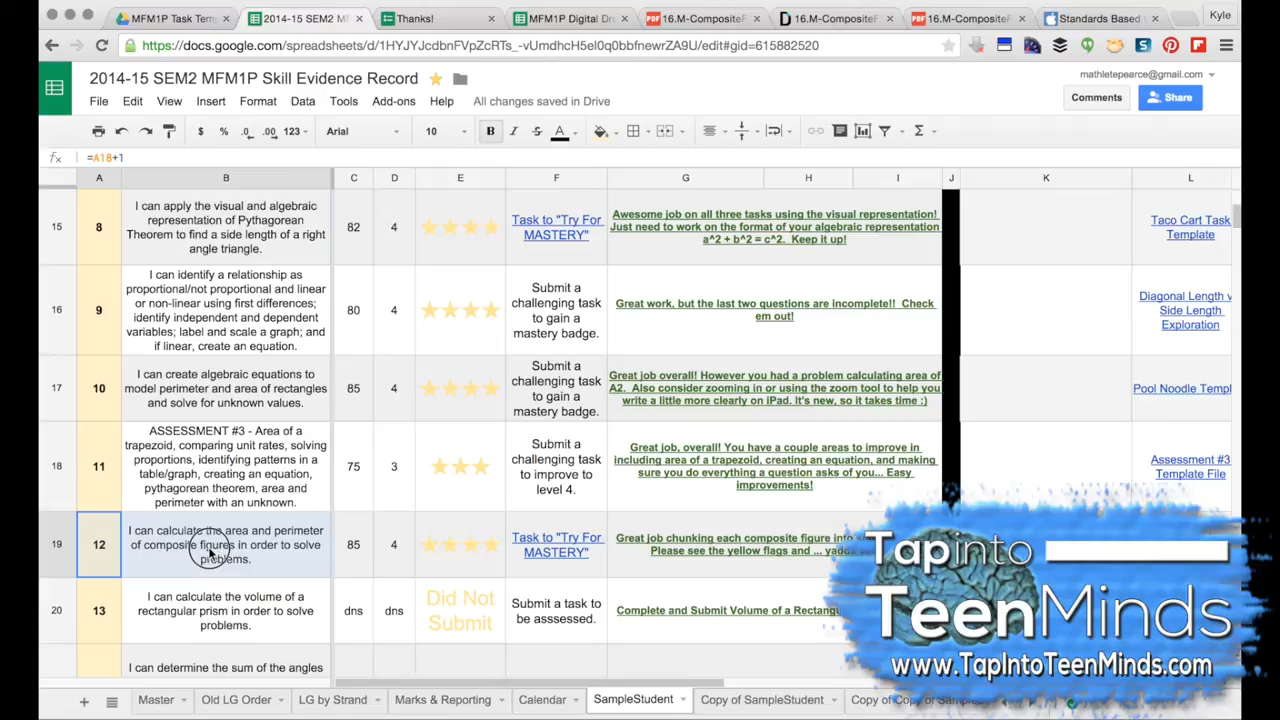 MFM1P Task Temp
2014-15 SEM2 MF
Thanks!
MFM1P Digital Dr
16.M-CompositeF
16.M-CompositeF
16.M-CompositeF
Standards Based
Kyle
https://docs.google.com/spreadsheets/d/1HYJYJcdbnFVpZcRTs_-vUmdhcH5el0q0bbfnewrZA9U/edit#gid=615882520
2014-15 SEM2 MFM1P Skill Evidence Record
mathletepearce@gmail.com
File Edit View Insert Format Data Tools Add-ons Help All changes saved in Drive
Comments
Share
$ % .0 .00 123 Arial 10 B I S A Σ
fx =A18+1
A B C D E F G H I J K L
15
8
I can apply the visual and algebraic
representation of Pythagorean
Theorem to find a side length of a right
angle triangle.
82
4
Task to "Try For
MASTERY"
Awesome job on all three tasks using the visual representation!
Just need to work on the format of your algebraic representation
a^2 + b^2 = c^2. Keep it up!
Taco Cart Task
Template
16
9
I can identify a relationship as
proportional/not proportional and linear
or non-linear using first differences;
identify independent and dependent
variables; label and scale a graph; and
if linear, create an equation.
80
4
Submit a
challenging task
to gain a
mastery badge.
Great work, but the last two questions are incomplete!! Check
em out!
Diagonal Length v
Side Length
Exploration
17
10
I can create algebraic equations to
model perimeter and area of rectangles
and solve for unknown values.
85
4
Submit a
challenging task
to gain a
mastery badge.
Great job overall! However you had a problem calculating area of
A2. Also consider zooming in or using the zoom tool to help you
write a little more clearly on iPad. It's new, so it takes time :)
Pool Noodle Templ
18
11
ASSESSMENT #3 - Area of a
trapezoid, comparing unit rates, solving
proportions, identifying patterns in a
table/graph, creating an equation,
pythagorean theorem, area and
perimeter with an unknown.
75
3
Submit a
challenging task
to improve to
level 4.
Great job, overall! You have a couple areas to improve in
including area of a trapezoid, creating an equation, and making
sure you do everything a question asks of you... Easy
improvements!
Assessment #3
Template File
19
12
I can calculate the area and perimeter
of composite figures in order to solve
problems.
85
4
Task to "Try For
MASTERY"
Great job chunking each composite figure into
Please see the yellow flags and ... yadda
20
13
I can calculate the volume of a
rectangular prism in order to solve
problems.
dns
dns
Did Not
Submit
Submit a task to
be asssessed.
Complete and Submit Volume of a Rectangu
I can determine the sum of the angles
Tap into
TeenMinds
www.TapIntoTeenMinds.com
Master Old LG Order LG by Strand Marks & Reporting Calendar SampleStudent Copy of SampleStudent Copy of Copy of Sam